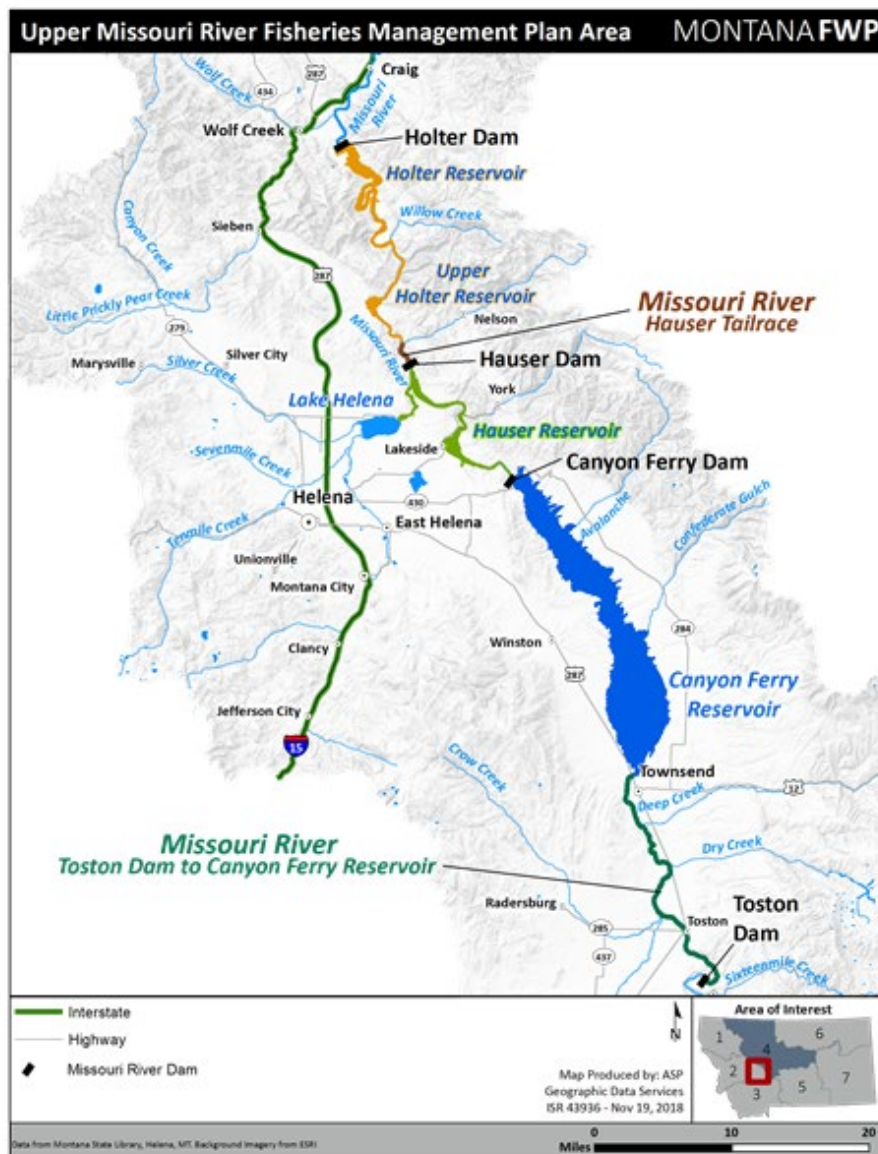 Upper Missouri River Fisheries Management Plan Area
MONTANA FWP
287
Craig
Wolf Creek
434
Missouri
River
Wolf Creek
Holter Dam
Holter Reservoir
Canyon Creek
Willow Creek
Sieben
287
Upper
Holter Reservoir
Missouri River
Hauser Tailrace
Little Prickly Pear Creek
Nelson
279
Missouri River
Marysville
Silver City
Hauser Dam
Silver Creek
York
Lake Helena
Hauser Reservoir
Lakeside
Sevenmile Creek
Canyon Ferry Dam
Helena
430
Avalanche
Confederate Gulch
Tenmile Creek
East Helena
Unionville
Montana City
284
Winston
Clancy
287
Canyon Ferry
Reservoir
Jefferson City
15
Crow Creek
Townsend
12
Deep Creek
Missouri River
Toston Dam to Canyon Ferry Reservoir
Dry Creek
Radersburg
Toston
Dam
285
Toston
437
Sixteenmile Creek
Interstate
Highway
Missouri River Dam
N
Map Produced by: ASP
Geographic Data Services
ISR 43936 - Nov 19, 2018
Area of Interest
1
2
3
4
5
6
7
Data from Montana State Library, Helena, MT. Background Imagery from ESRI
0 10 20
Miles